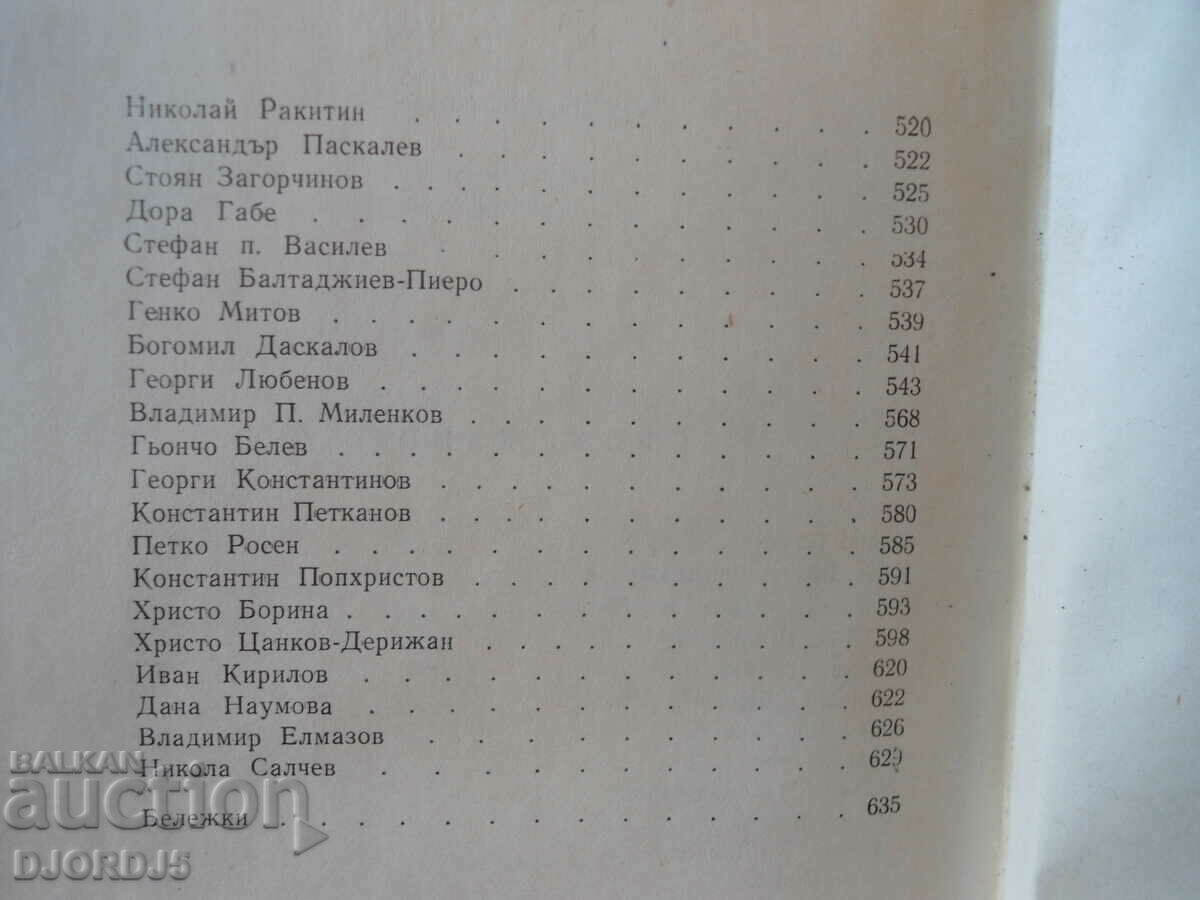 Николай Ракитин . . . . . . . . . . . . 520
Александър Паскалев . . . . . . . . . . . 522
Стоян Загорчинов . . . . . . . . . . . . 525
Дора Габе . . . . . . . . . . . . . . 530
Стефан п. Василев . . . . . . . . . . . 534
Стефан Балтаджиев-Пиеро . . . . . . . . . . 537
Генко Митов . . . . . . . . . . . . . 539
Богомил Даскалов . . . . . . . . . . . . 541
Георги Любенов . . . . . . . . . . . . 543
Владимир П. Миленков . . . . . . . . . . . 568
Гьончо Белев . . . . . . . . . . . . . 571
Георги Константинов . . . . . . . . . . . 573
Константин Петканов . . . . . . . . . . . 580
Петко Росен . . . . . . . . . . . . . 585
Константин Попхристов . . . . . . . . . . 591
Христо Борина . . . . . . . . . . . . . 593
Христо Цанков-Дерижан . . . . . . . . . . 598
Иван Кирилов . . . . . . . . . . . . . 620
Дана Наумова . . . . . . . . . . . . . 622
Владимир Елмазов . . . . . . . . . . . 626
Никола Салчев . . . . . . . . . . . . 629
Бележки . . . . . . . . . . . . . . 635
BALKAN
auction
DJORDJ5